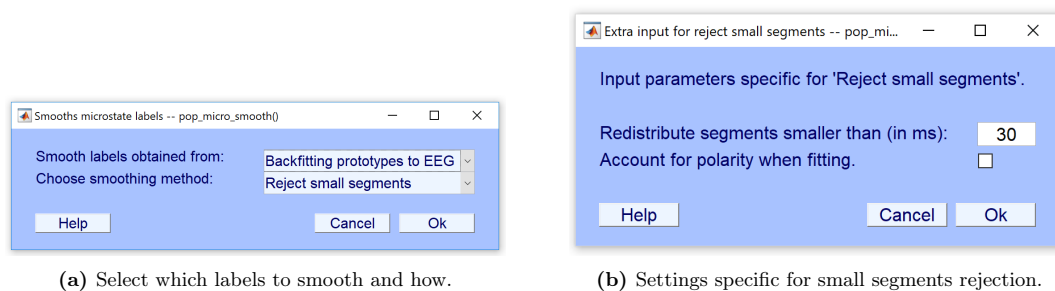 Smooths microstate labels -- pop_micro_smooth()
Smooth labels obtained from:
Backfitting prototypes to EEG
Choose smoothing method:
Reject small segments
Help
Cancel
Ok
(a) Select which labels to smooth and how.
Extra input for reject small segments -- pop_mi...
Input parameters specific for 'Reject small segments'.
Redistribute segments smaller than (in ms):
30
Account for polarity when fitting.
Help
Cancel
Ok
(b) Settings specific for small segments rejection.